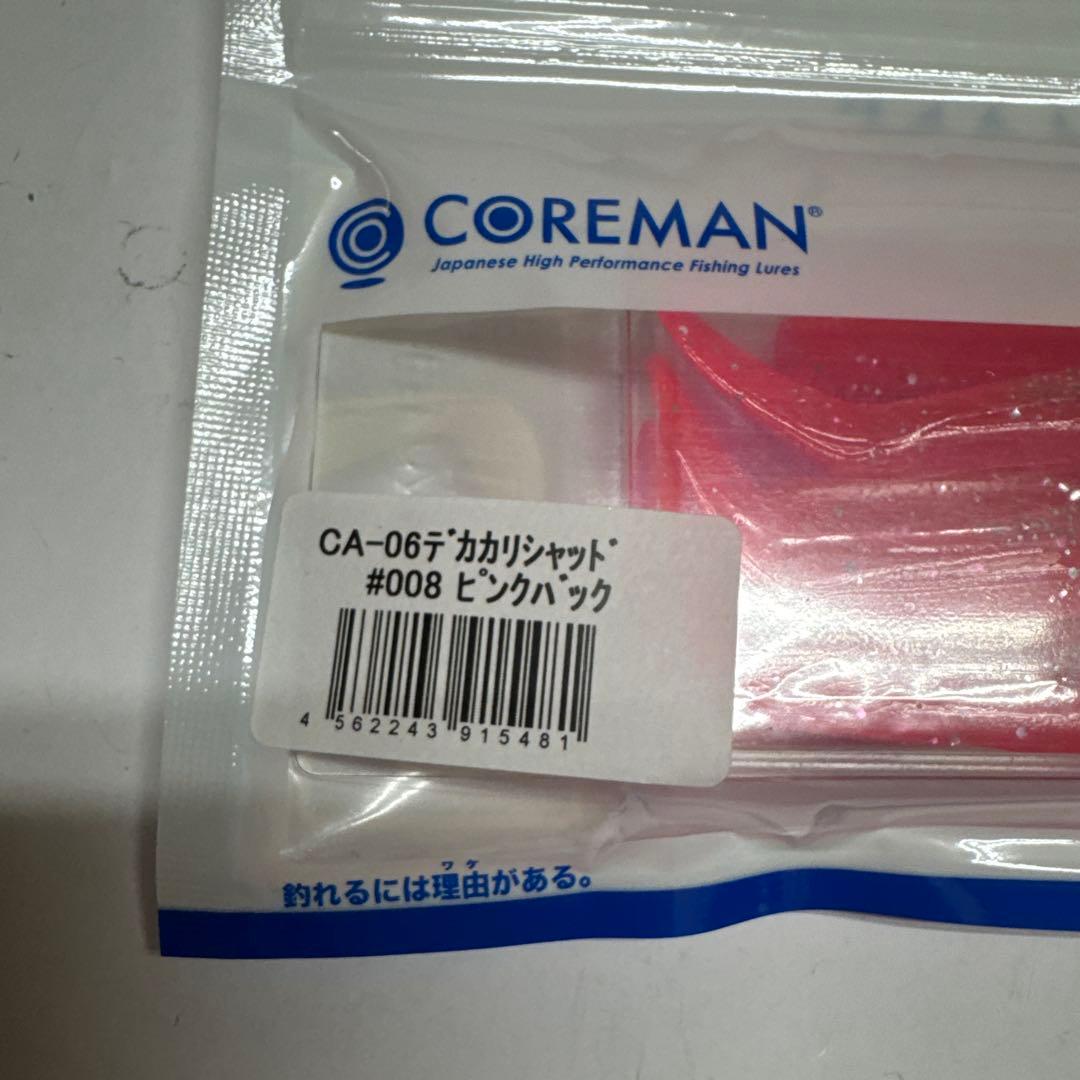 COREMAN®
Japanese High Performance Fishing Lures
CA-06デカカリシャッド
#008 ピンクバック
4 562243 915481
ワケ
釣れるには理由がある。